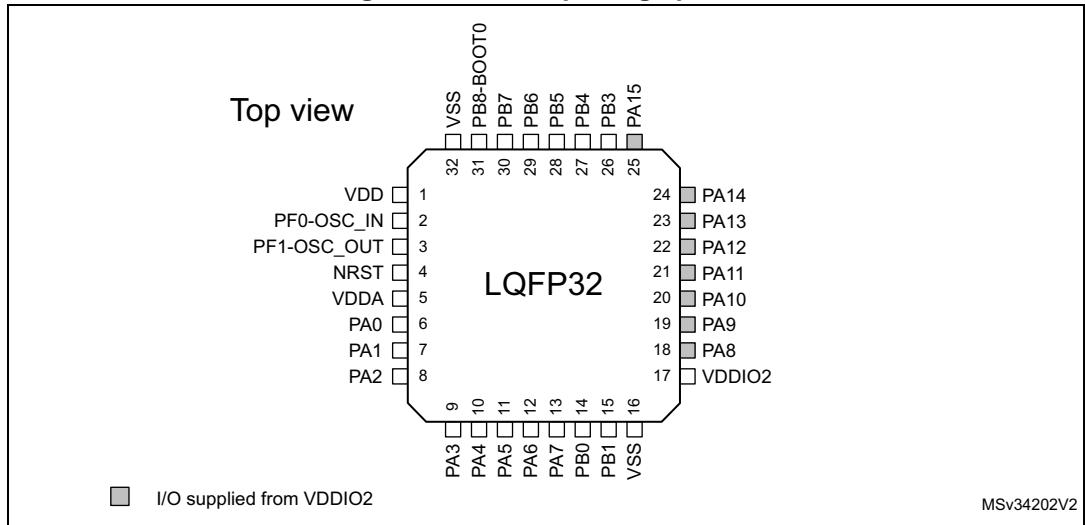 Top view
VSS
PB8-BOOT0
PB7
PB6
PB5
PB4
PB3
PA15
32
31
30
29
28
27
26
25
VDD 1
PF0-OSC_IN 2
PF1-OSC_OUT 3
NRST 4
VDDA 5
PA0 6
PA1 7
PA2 8
LQFP32
24 PA14
23 PA13
22 PA12
21 PA11
20 PA10
19 PA9
18 PA8
17 VDDIO2
9
10
11
12
13
14
15
16
PA3
PA4
PA5
PA6
PA7
PB0
PB1
VSS
I/O supplied from VDDIO2
MSv34202V2